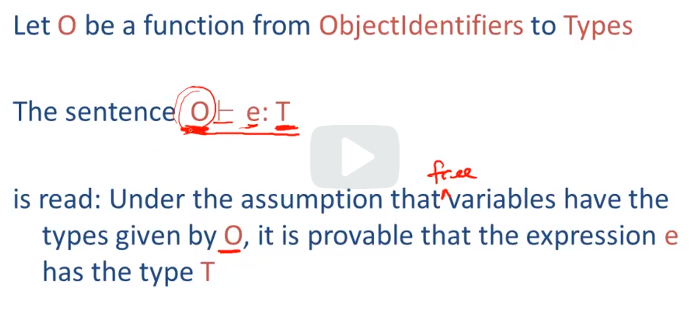 Let O be a function from ObjectIdentifiers to Types
The sentence O ⊢ e: T
free
is read: Under the assumption that variables have the
types given by O, it is provable that the expression e
has the type T